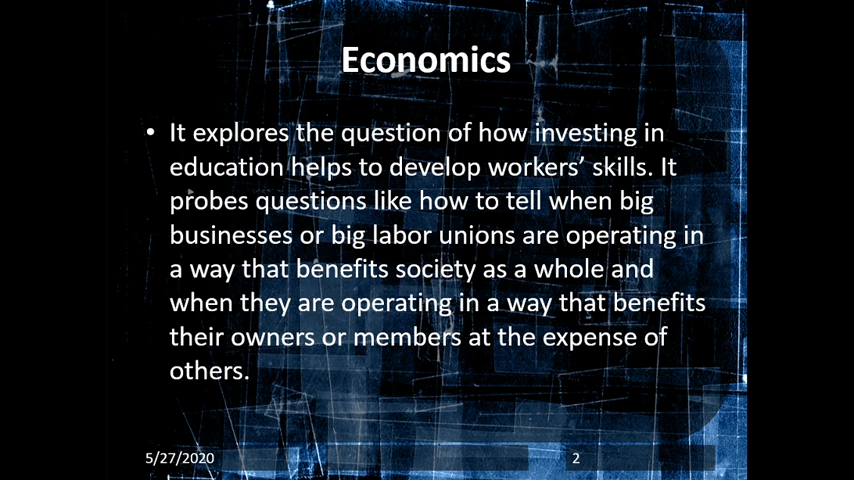 Economics
• It explores the question of how investing in
education helps to develop workers’ skills. It
probes questions like how to tell when big
businesses or big labor unions are operating in
a way that benefits society as a whole and
when they are operating in a way that benefits
their owners or members at the expense of
others.
5/27/2020
2